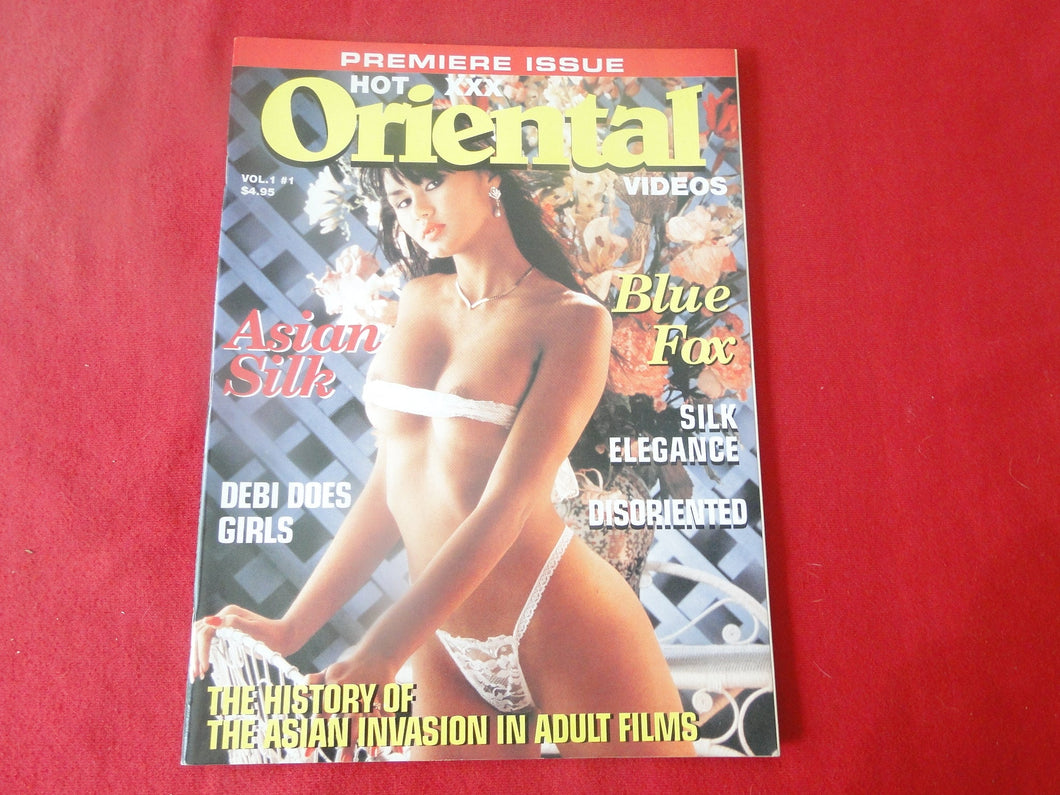 PREMIERE ISSUE
HOT XXX
Oriental
VIDEOS
VOL.1 #1
$4.95
Blue
Fox
Asian
Silk
SILK
ELEGANCE
DEBI DOES
GIRLS
DISORIENTED
THE HISTORY OF
THE ASIAN INVASION IN ADULT FILMS